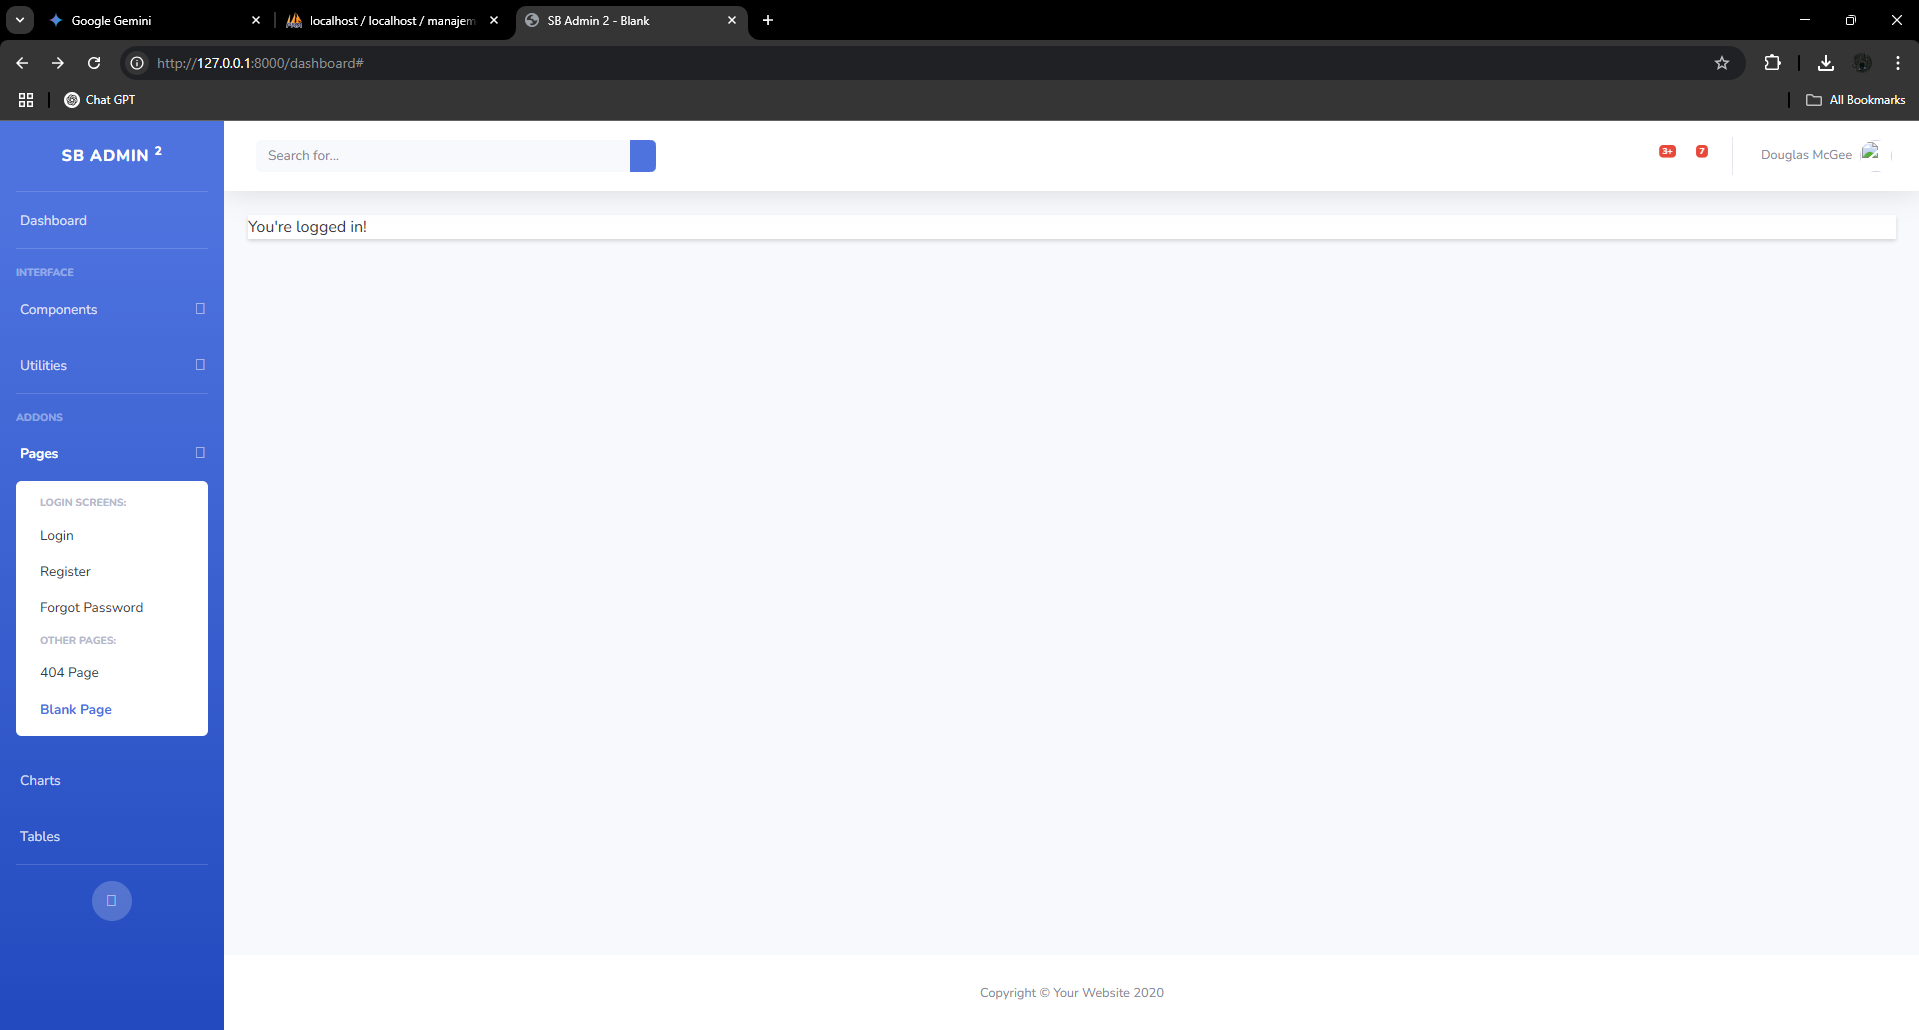 Google Gemini
localhost / localhost / manajem
SB Admin 2 - Blank
http://127.0.0.1:8000/dashboard#
Chat GPT
All Bookmarks
SB ADMIN 2
Search for...
3+
7
Douglas McGee
Dashboard
You're logged in!
INTERFACE
Components
Utilities
ADDONS
Pages
LOGIN SCREENS:
Login
Register
Forgot Password
OTHER PAGES:
404 Page
Blank Page
Charts
Tables
Copyright © Your Website 2020